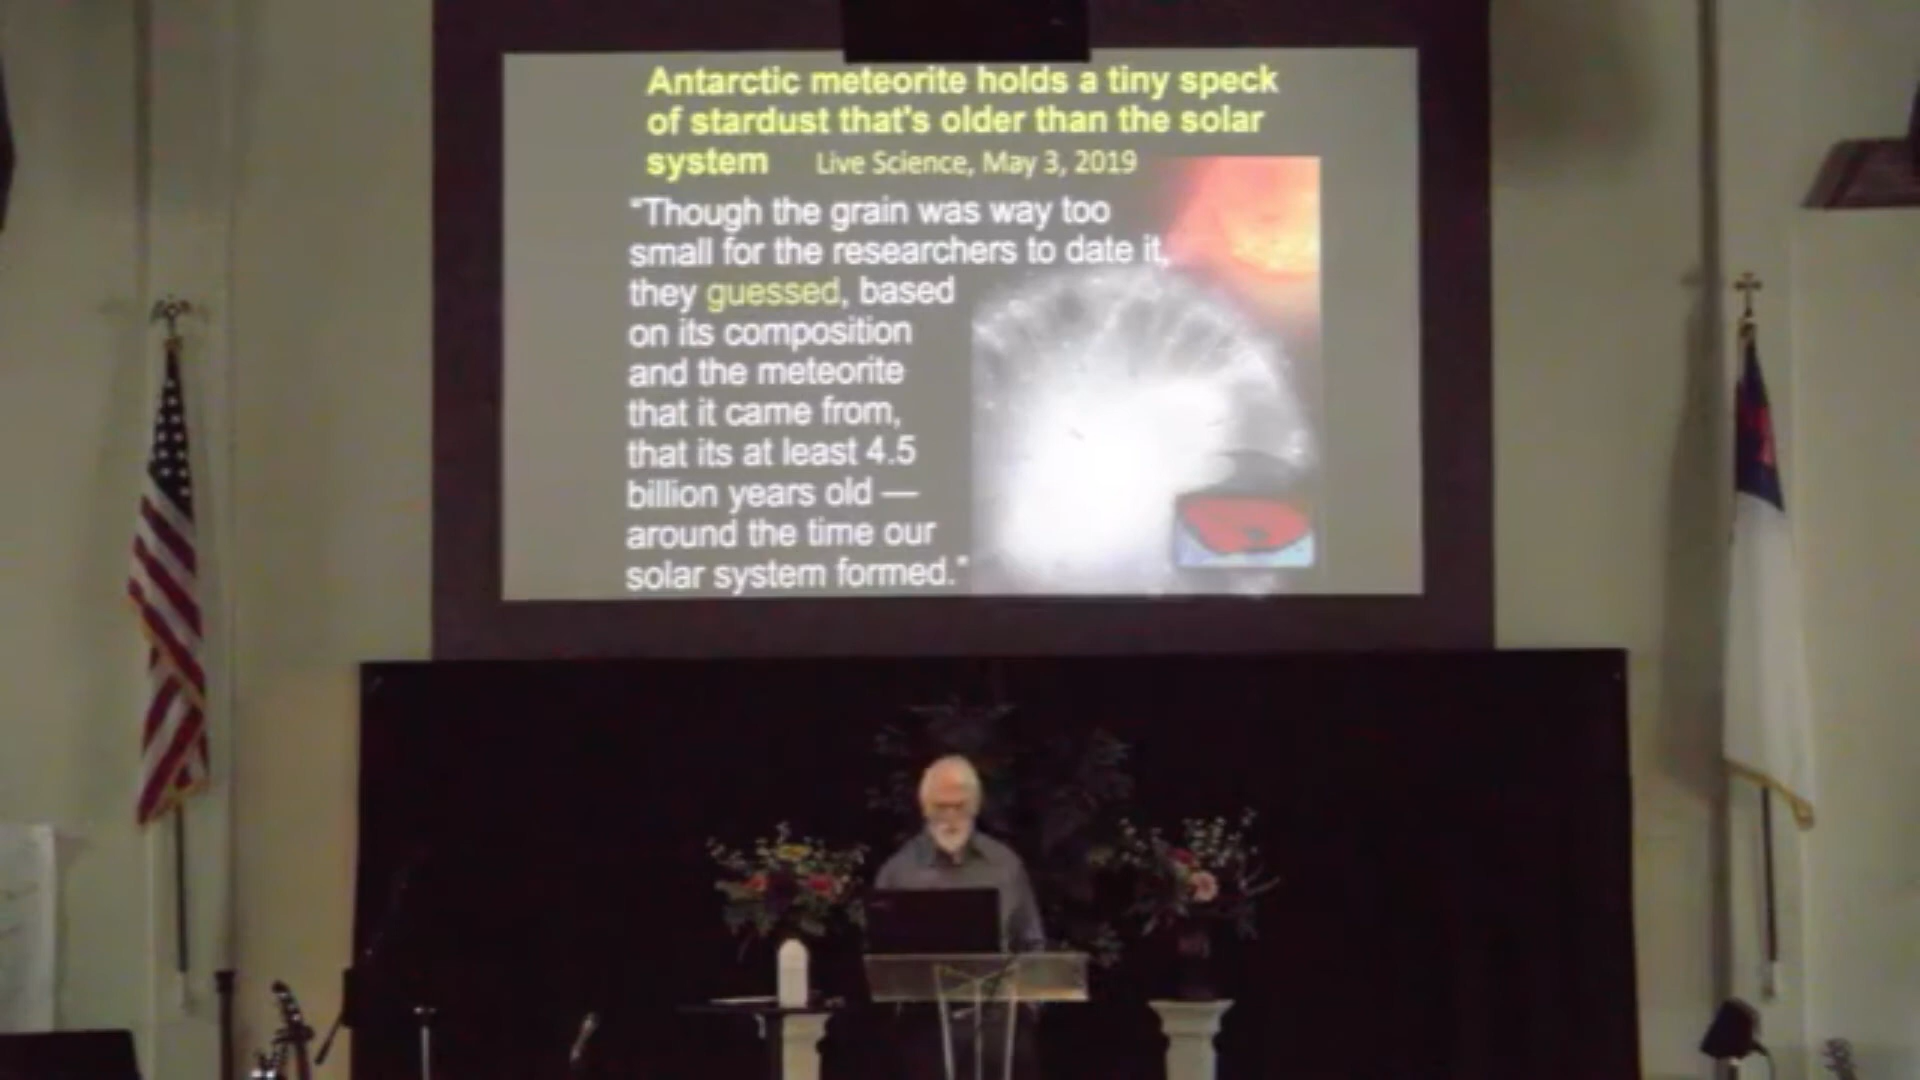 Antarctic meteorite holds a tiny speck
of stardust that's older than the solar
system Live Science, May 3, 2019
"Though the grain was way too
small for the researchers to date it,
they guessed, based
on its composition
and the meteorite
that it came from,
that its at least 4.5
billion years old —
around the time our
solar system formed."